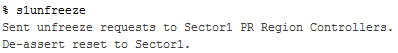 % s1unfreeze
Sent unfreeze requests to Sector1 PR Region Controllers.
De-assert reset to Sector1.